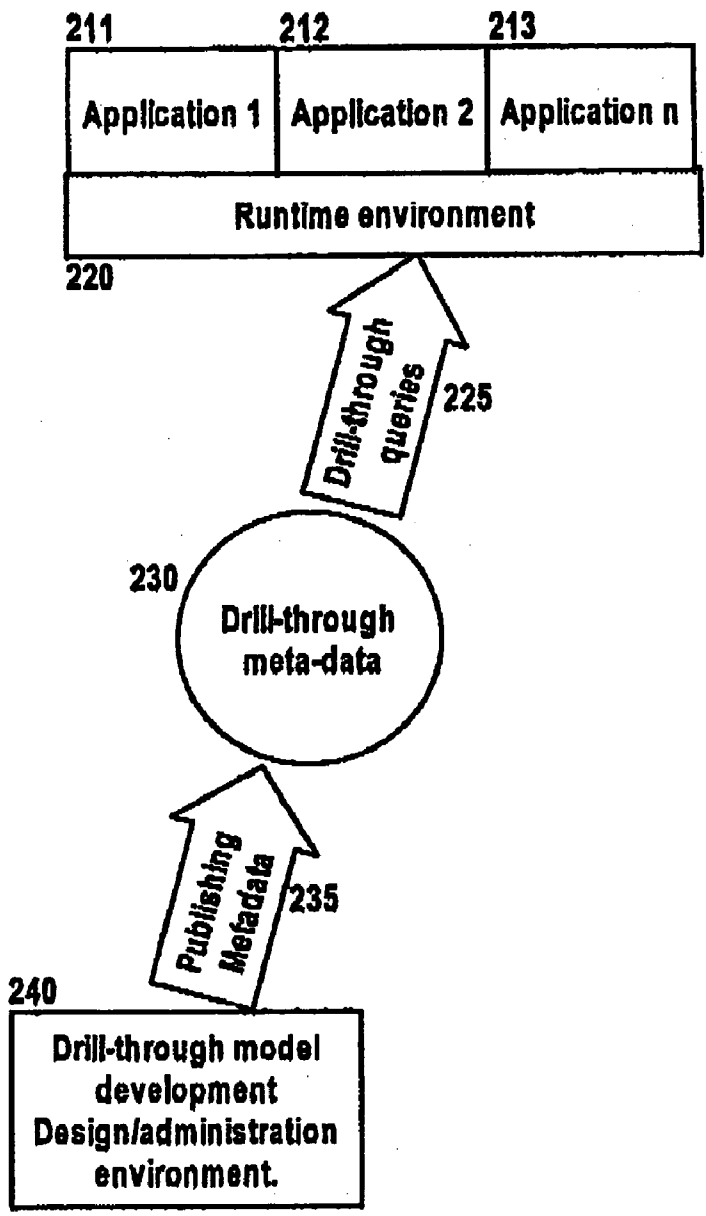 211 212 213
Application 1 Application 2 Application n
Runtime environment
220
Drill-through
queries
225
230
Drill-through
meta-data
Publishing
Metadata
235
240
Drill-through model
development
Design/administration
environment.